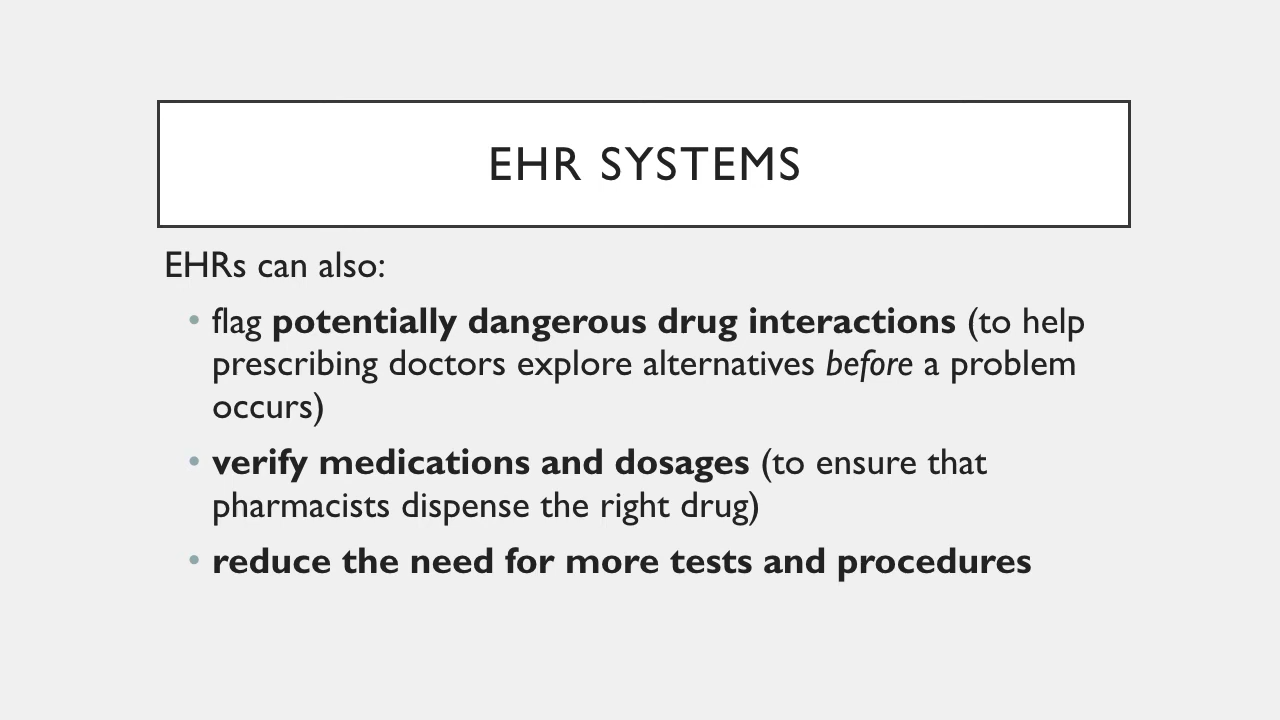 EHR SYSTEMS
EHRs can also:
• flag potentially dangerous drug interactions (to help
prescribing doctors explore alternatives before a problem
occurs)
• verify medications and dosages (to ensure that
pharmacists dispense the right drug)
• reduce the need for more tests and procedures